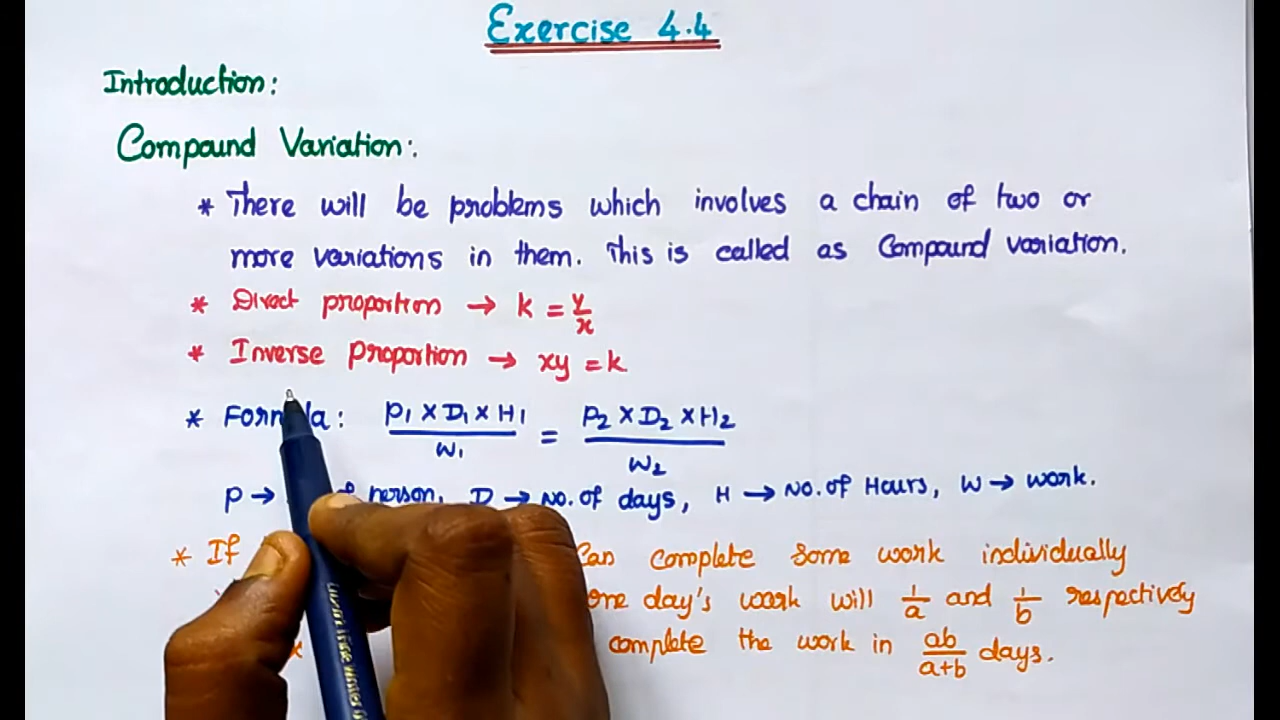 Exercise 4.4
Introduction:
Compound Variation:
* There will be problems which involves a chain of two or
more variations in them. This is called as Compound variation.
* Direct proportion → k = y/x
* Inverse Proportion → xy = k
* Formula: P₁ × D₁ × H₁ / W₁ = P₂ × D₂ × H₂ / W₂
P → person, D → No. of days, H → No. of Hours, W → work.
* If can complete some work individually
one day's work will 1/a and 1/b respectively
complete the work in ab/a+b days.